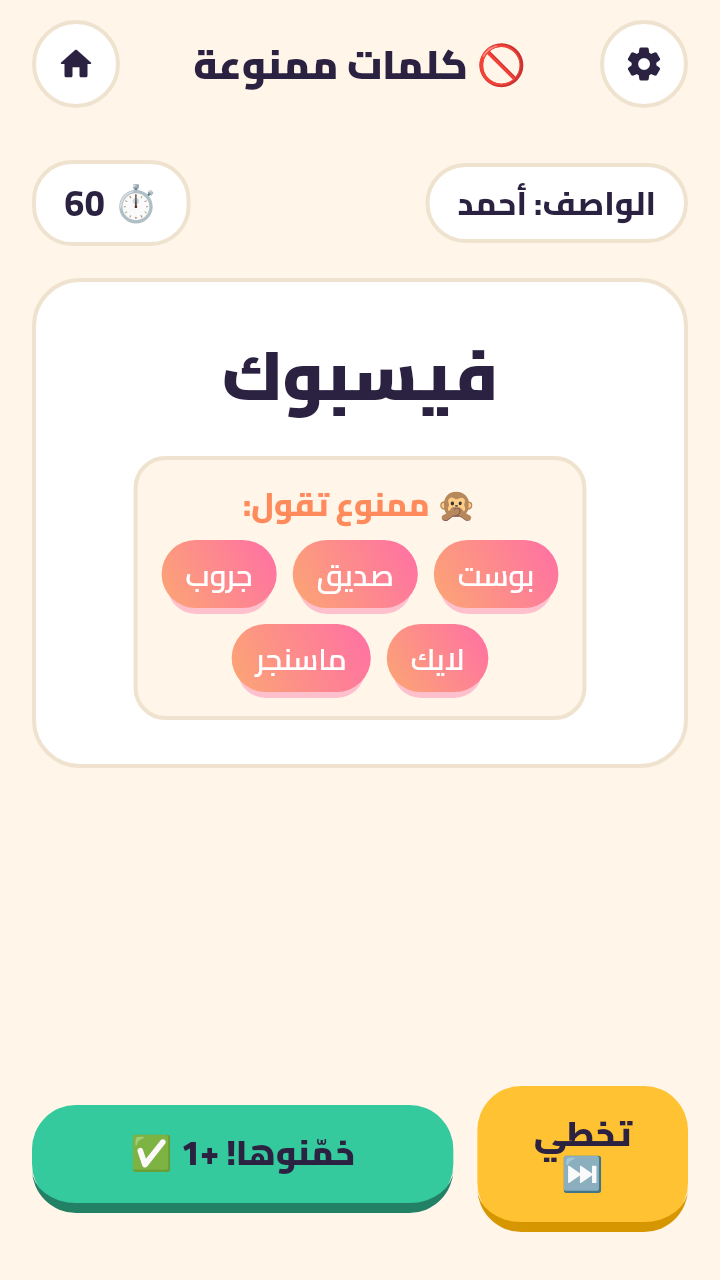 🚫 كلمات ممنوعة
الواصف: أحمد
⏱️ 60
فيسبوك
🙊 ممنوع تقول:
بوست صديق جروب
لايك ماسنجر
تخطي ⏭️
خمّنوها! +1 ✅